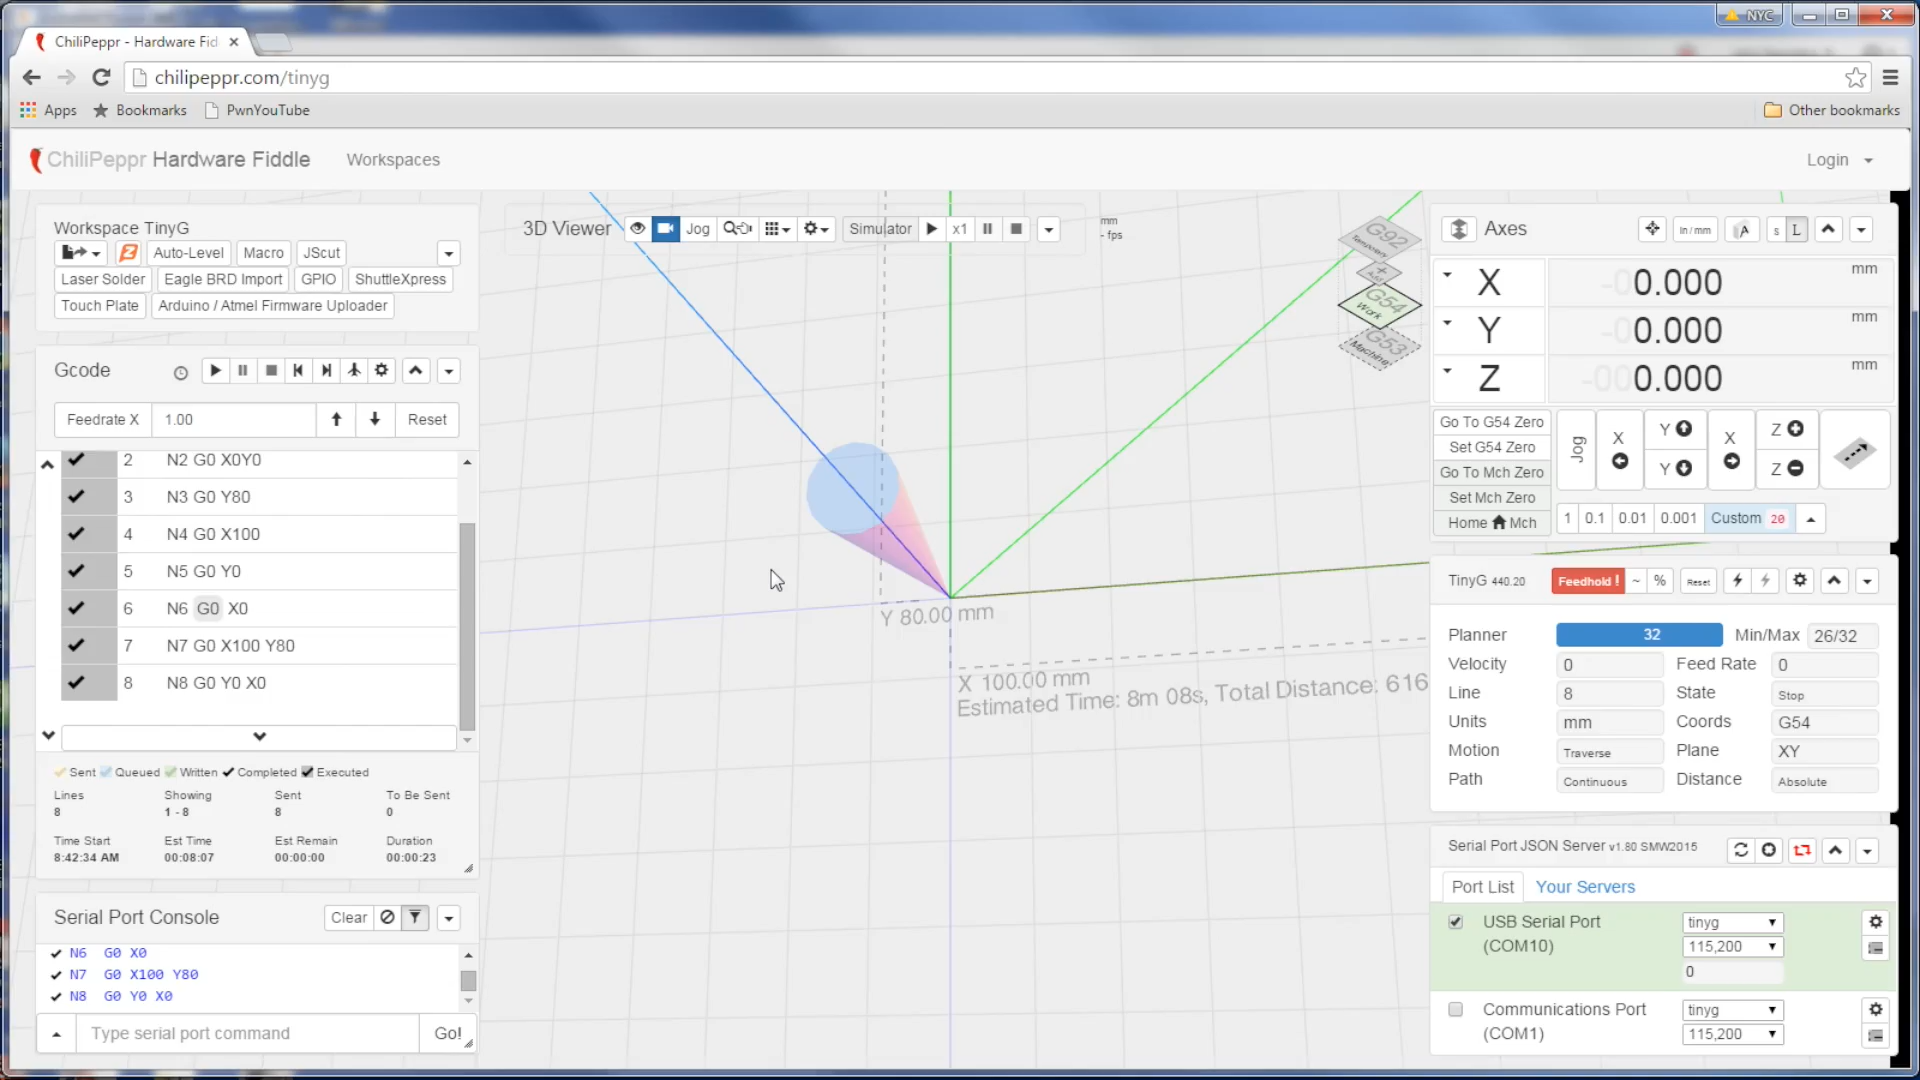 NYC
ChiliPeppr - Hardware Fid
chilipeppr.com/tinyg
Apps
Bookmarks
PwnYouTube
Other bookmarks
ChiliPeppr Hardware Fiddle
Workspaces
Login
Workspace TinyG
Auto-Level
Macro
JScut
Laser Solder
Eagle BRD Import
GPIO
ShuttleXpress
Touch Plate
Arduino / Atmel Firmware Uploader
Gcode
Feedrate X
1.00
Reset
2 N2 G0 X0Y0
3 N3 G0 Y80
4 N4 G0 X100
5 N5 G0 Y0
6 N6 G0 X0
7 N7 G0 X100 Y80
8 N8 G0 Y0 X0
Sent Queued Written Completed Executed
Lines Showing Sent To Be Sent
8 1 - 8 8 0
Time Start Est Time Est Remain Duration
8:42:34 AM 00:08:07 00:00:00 00:00:23
Serial Port Console
Clear
N6 G0 X0
N7 G0 X100 Y80
N8 G0 Y0 X0
Type serial port command
Go!
3D Viewer
Jog
Simulator
x1
mm
- fps
Y 80.00 mm
X 100.00 mm
Estimated Time: 8m 08s, Total Distance: 616
G92
Temporary
+
Add
G54
Work
G53
Machine
Axes
in / mm
A
s
L
X -00.000 mm
Y -00.000 mm
Z -000.000 mm
Go To G54 Zero
Set G54 Zero
Go To Mch Zero
Set Mch Zero
Home Mch
Jog
X
Y
Y
X
Z
Z
1
0.1
0.01
0.001
Custom 20
TinyG 440.20
Feedhold !
~
%
Reset
Planner 32 Min/Max 26/32
Velocity 0 Feed Rate 0
Line 8 State Stop
Units mm Coords G54
Motion Traverse Plane XY
Path Continuous Distance Absolute
Serial Port JSON Server v1.80 SMW2015
Port List
Your Servers
USB Serial Port
(COM10)
tinyg
115,200
0
Communications Port
(COM1)
tinyg
115,200